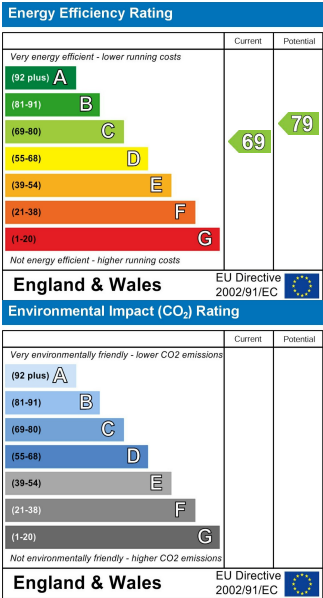 Energy Efficiency Rating
Current Potential
Very energy efficient - lower running costs
(92 plus) A
(81-91) B
(69-80) C
(55-68) D
(39-54) E
(21-38) F
(1-20) G
69
79
Not energy efficient - higher running costs
England & Wales
EU Directive
2002/91/EC
Environmental Impact (CO₂) Rating
Current Potential
Very environmentally friendly - lower CO2 emissions
(92 plus) A
(81-91) B
(69-80) C
(55-68) D
(39-54) E
(21-38) F
(1-20) G
Not environmentally friendly - higher CO2 emissions
England & Wales
EU Directive
2002/91/EC